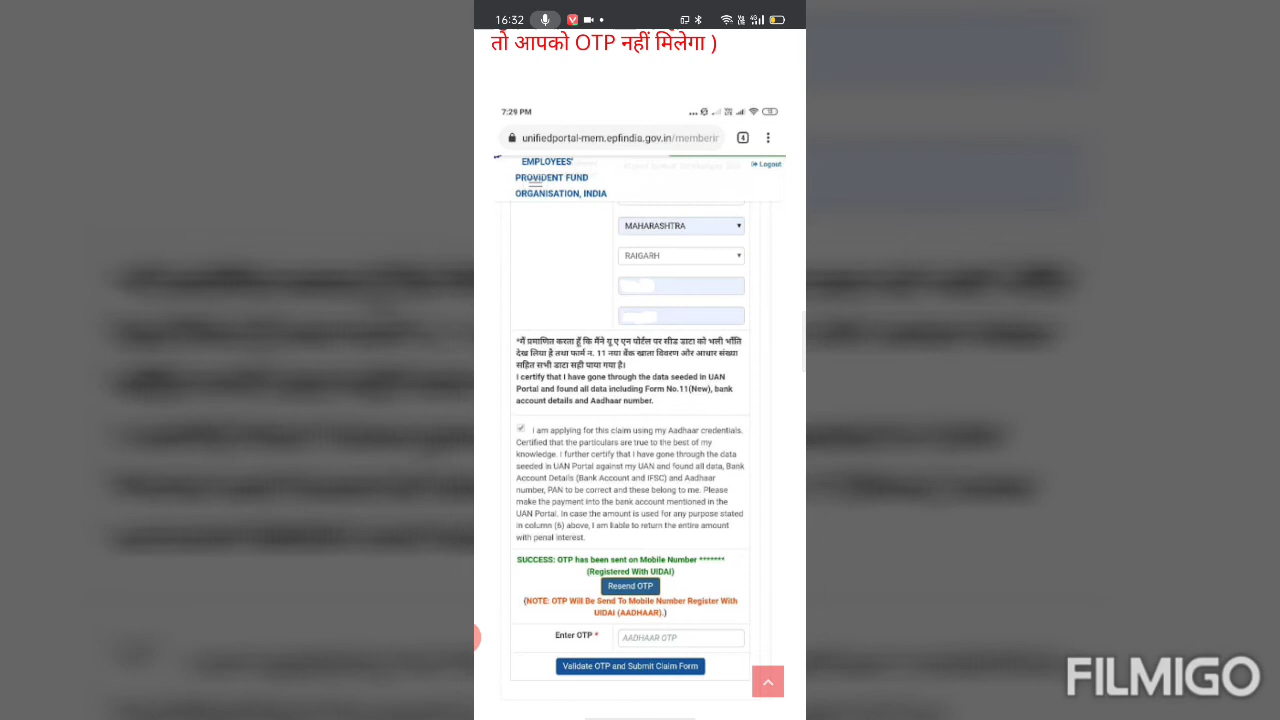 16:32
तो आपको OTP नहीं मिलेगा )
7:29 PM
unifiedportal-mem.epfindia.gov.in/memberin
4
EMPLOYEES'
PROVIDENT FUND
ORGANISATION, INDIA
Logout
MAHARASHTRA
RAIGARH
*मैं प्रमाणित करता हूँ कि मैंने यू ए एन पोर्टल पर सीड डाटा को भली भाँति
देख लिया है तथा फार्म न. 11 नया बैंक खाता विवरण और आधार संख्या
सहित सभी डाटा सही पाया गया है।
I certify that I have gone through the data seeded in UAN
Portal and found all data including Form No.11(New), bank
account details and Aadhaar number.
I am applying for this claim using my Aadhaar credentials.
Certified that the particulars are true to the best of my
knowledge. I further certify that I have gone through the data
seeded in UAN Portal against my UAN and found all data, Bank
Account Details (Bank Account and IFSC) and Aadhaar
number, PAN to be correct and these belong to me. Please
make the payment into the bank account mentioned in the
UAN Portal. In case the amount is used for any purpose stated
in column (6) above, I am liable to return the entire amount
with penal interest.
SUCCESS: OTP has been sent on Mobile Number *******
(Registered With UIDAI)
Resend OTP
(NOTE: OTP Will Be Send To Mobile Number Register With
UIDAI (AADHAAR).)
Enter OTP *
AADHAAR OTP
Validate OTP and Submit Claim Form
FILMIGO